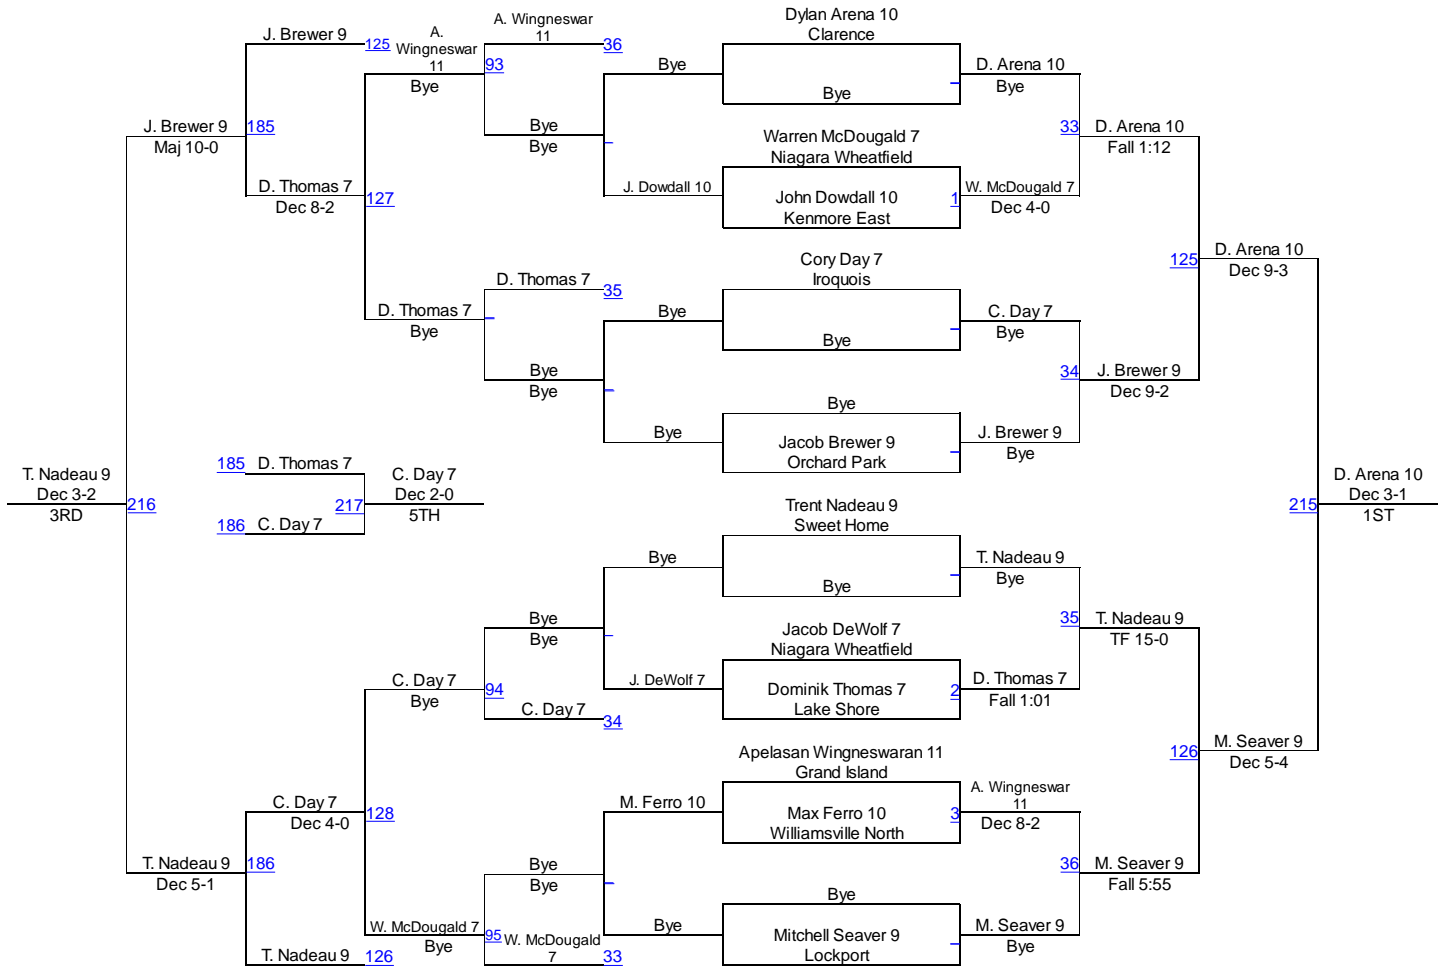 Dylan Arena 10
Clarence
A. Wingneswar
11
J. Brewer 9
125
A.
Wingneswar
11
Bye
93
36
Bye
Bye
D. Arena 10
Bye
J. Brewer 9
Maj 10-0
185
Bye
Bye
Warren McDougald 7
Niagara Wheatfield
33
D. Arena 10
Fall 1:12
D. Thomas 7
Dec 8-2
127
J. Dowdall 10
John Dowdall 10
Kenmore East
1
W. McDougald 7
Dec 4-0
Cory Day 7
Iroquois
125
D. Arena 10
Dec 9-3
D. Thomas 7
35
D. Thomas 7
Bye
Bye
Bye
C. Day 7
Bye
Bye
Bye
34
J. Brewer 9
Dec 9-2
Bye
Bye
Jacob Brewer 9
Orchard Park
J. Brewer 9
Bye
T. Nadeau 9
Dec 3-2
3RD
216
185
D. Thomas 7
217
186
C. Day 7
C. Day 7
Dec 2-0
5TH
Trent Nadeau 9
Sweet Home
215
D. Arena 10
Dec 3-1
1ST
Bye
Bye
T. Nadeau 9
Bye
Bye
Bye
Jacob DeWolf 7
Niagara Wheatfield
35
T. Nadeau 9
TF 15-0
C. Day 7
Bye
94
J. DeWolf 7
Dominik Thomas 7
Lake Shore
2
D. Thomas 7
Fall 1:01
C. Day 7
34
Apelasan Wingneswaran 11
Grand Island
126
M. Seaver 9
Dec 5-4
C. Day 7
Dec 4-0
128
M. Ferro 10
Max Ferro 10
Williamsville North
3
A. Wingneswar
11
Dec 8-2
T. Nadeau 9
Dec 5-1
186
Bye
Bye
36
M. Seaver 9
Fall 5:55
Bye
W. McDougald 7
Bye
95
W. McDougald
7
33
Bye
Mitchell Seaver 9
Lockport
M. Seaver 9
Bye
T. Nadeau 9
126